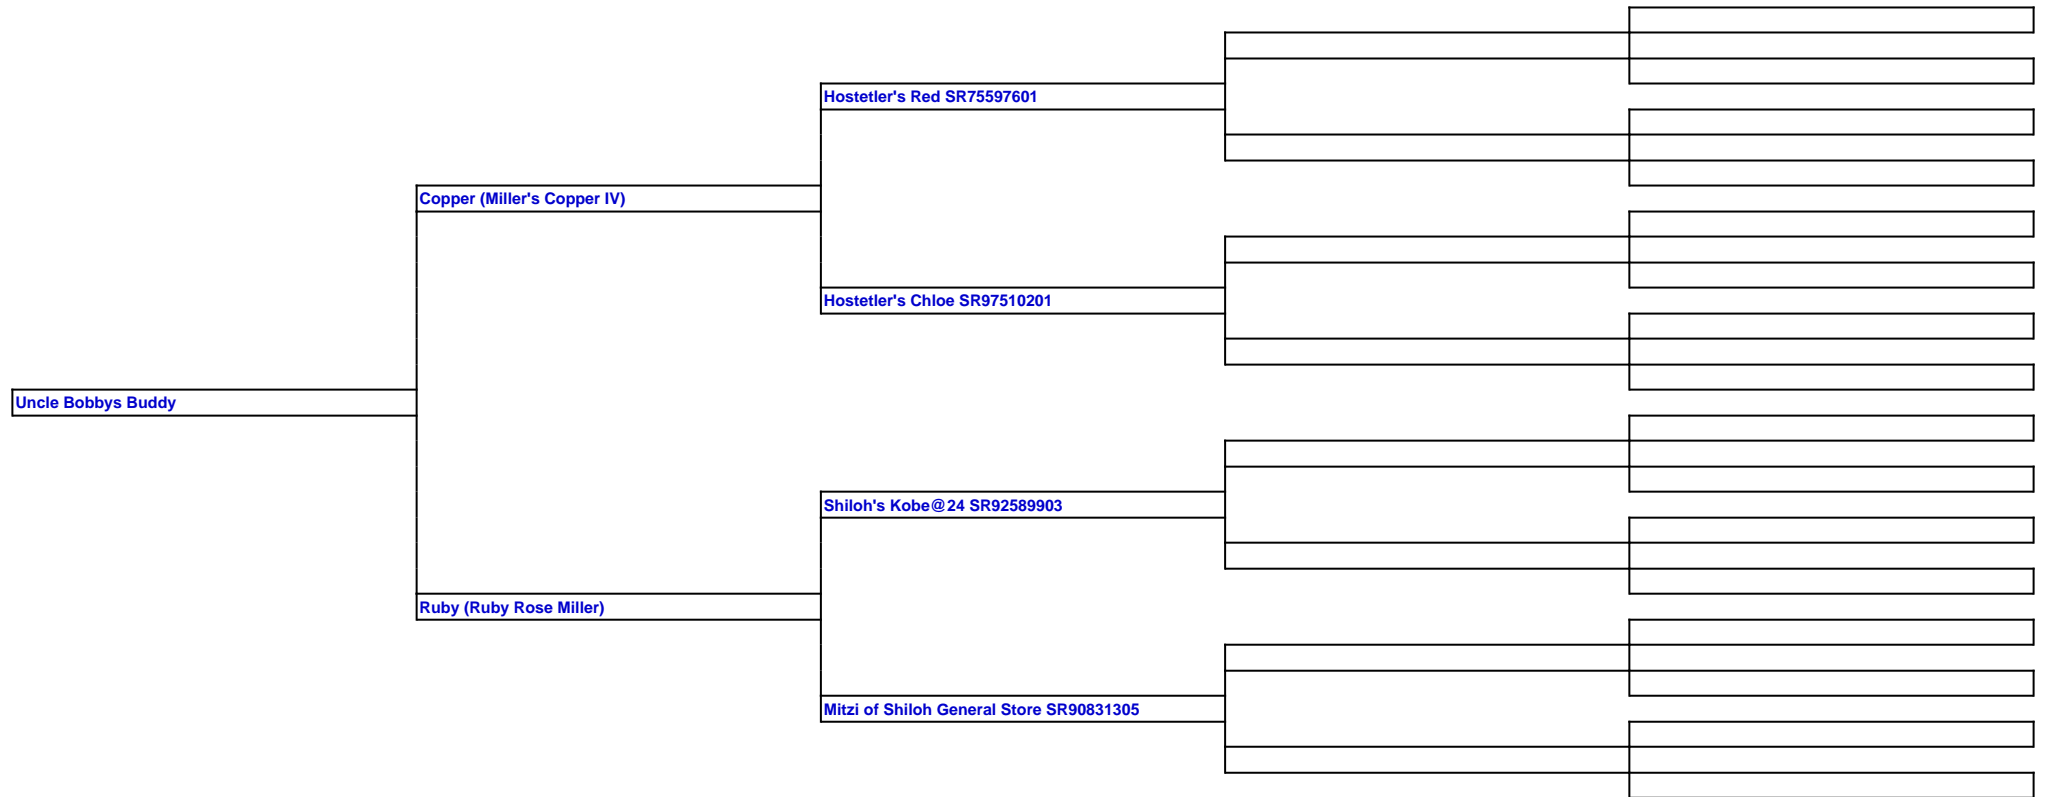 Hostetler's Red SR75597601
Copper (Miller's Copper IV)
Hostetler's Chloe SR97510201
Uncle Bobbys Buddy
Shiloh's Kobe@24 SR92589903
Ruby (Ruby Rose Miller)
Mitzi of Shiloh General Store SR90831305